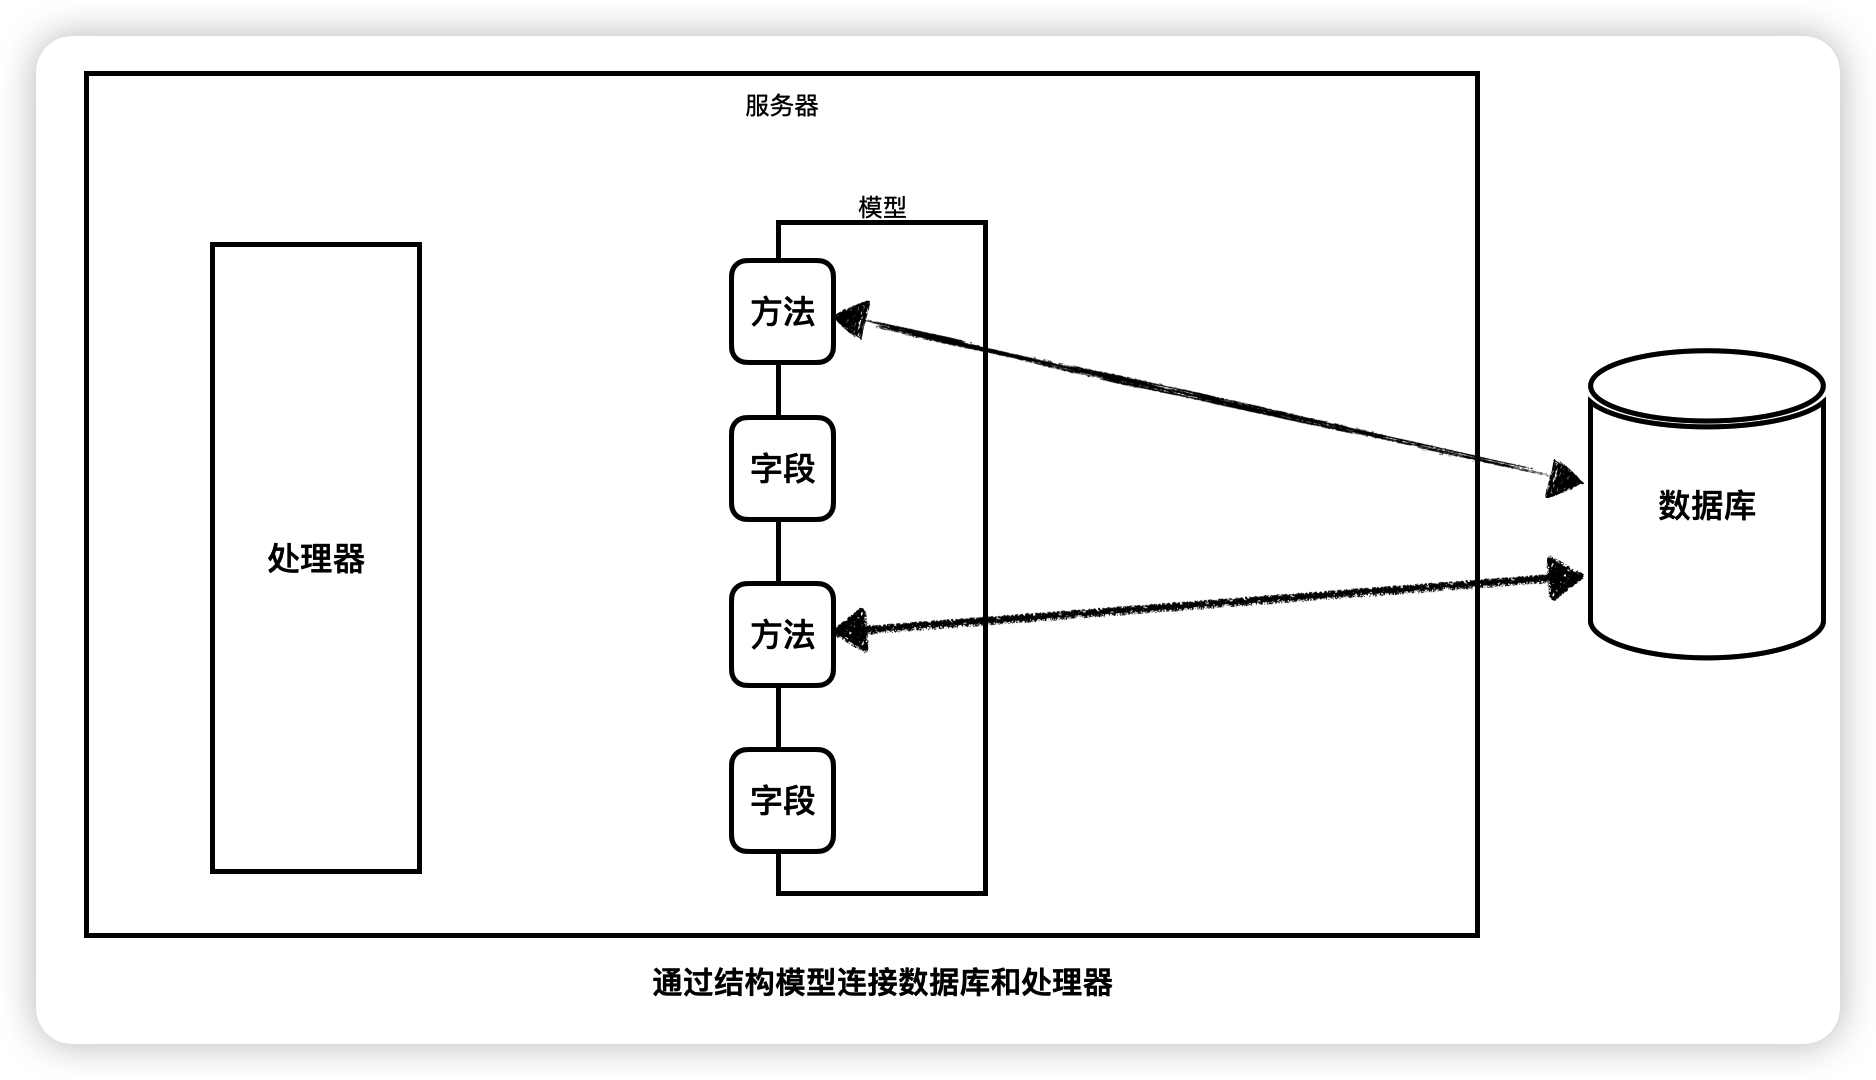 服务器
模型
方法
字段
处理器
方法
字段
数据库
通过结构模型连接数据库和处理器